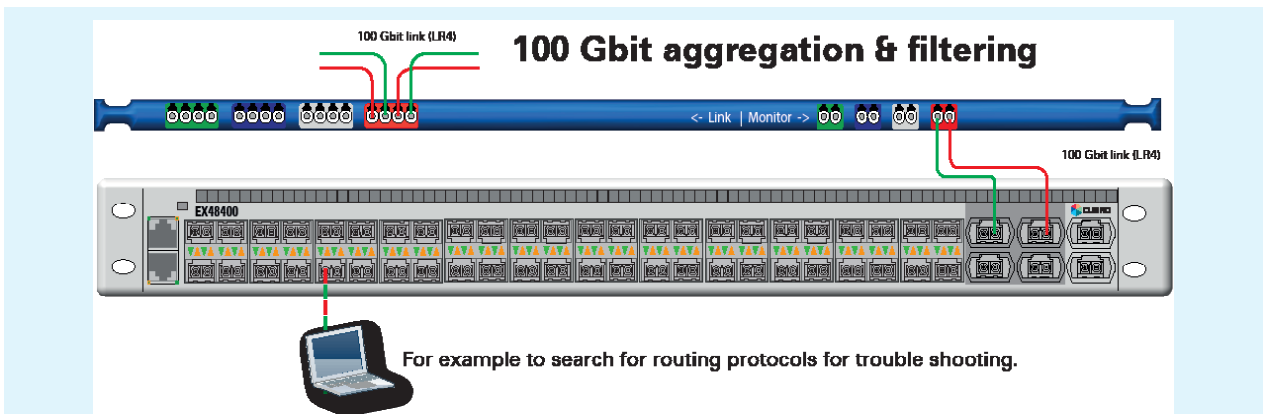 100 Gbit link (LR4)
100 Gbit aggregation & filtering
<- Link | Monitor ->
100 Gbit link (LR4)
EX48400
CUBRO
For example to search for routing protocols for trouble shooting.